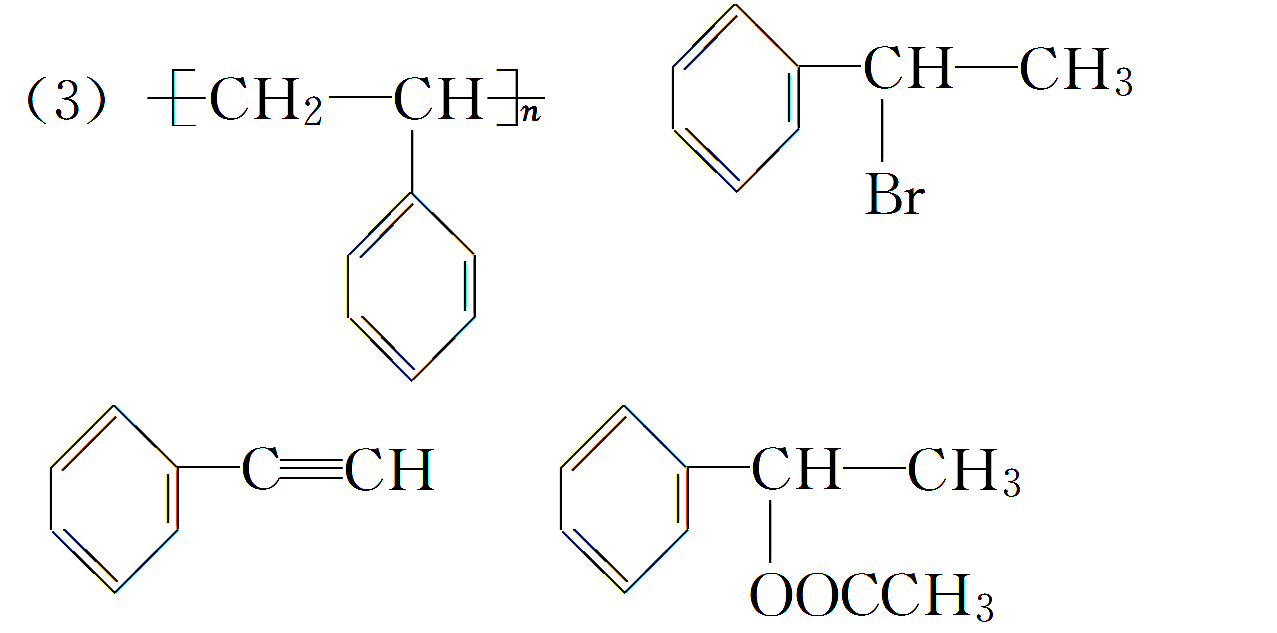 (3) [CH₂—CH]ₙ CH—CH₃
Br
C≡CH CH—CH₃
OOCCH₃